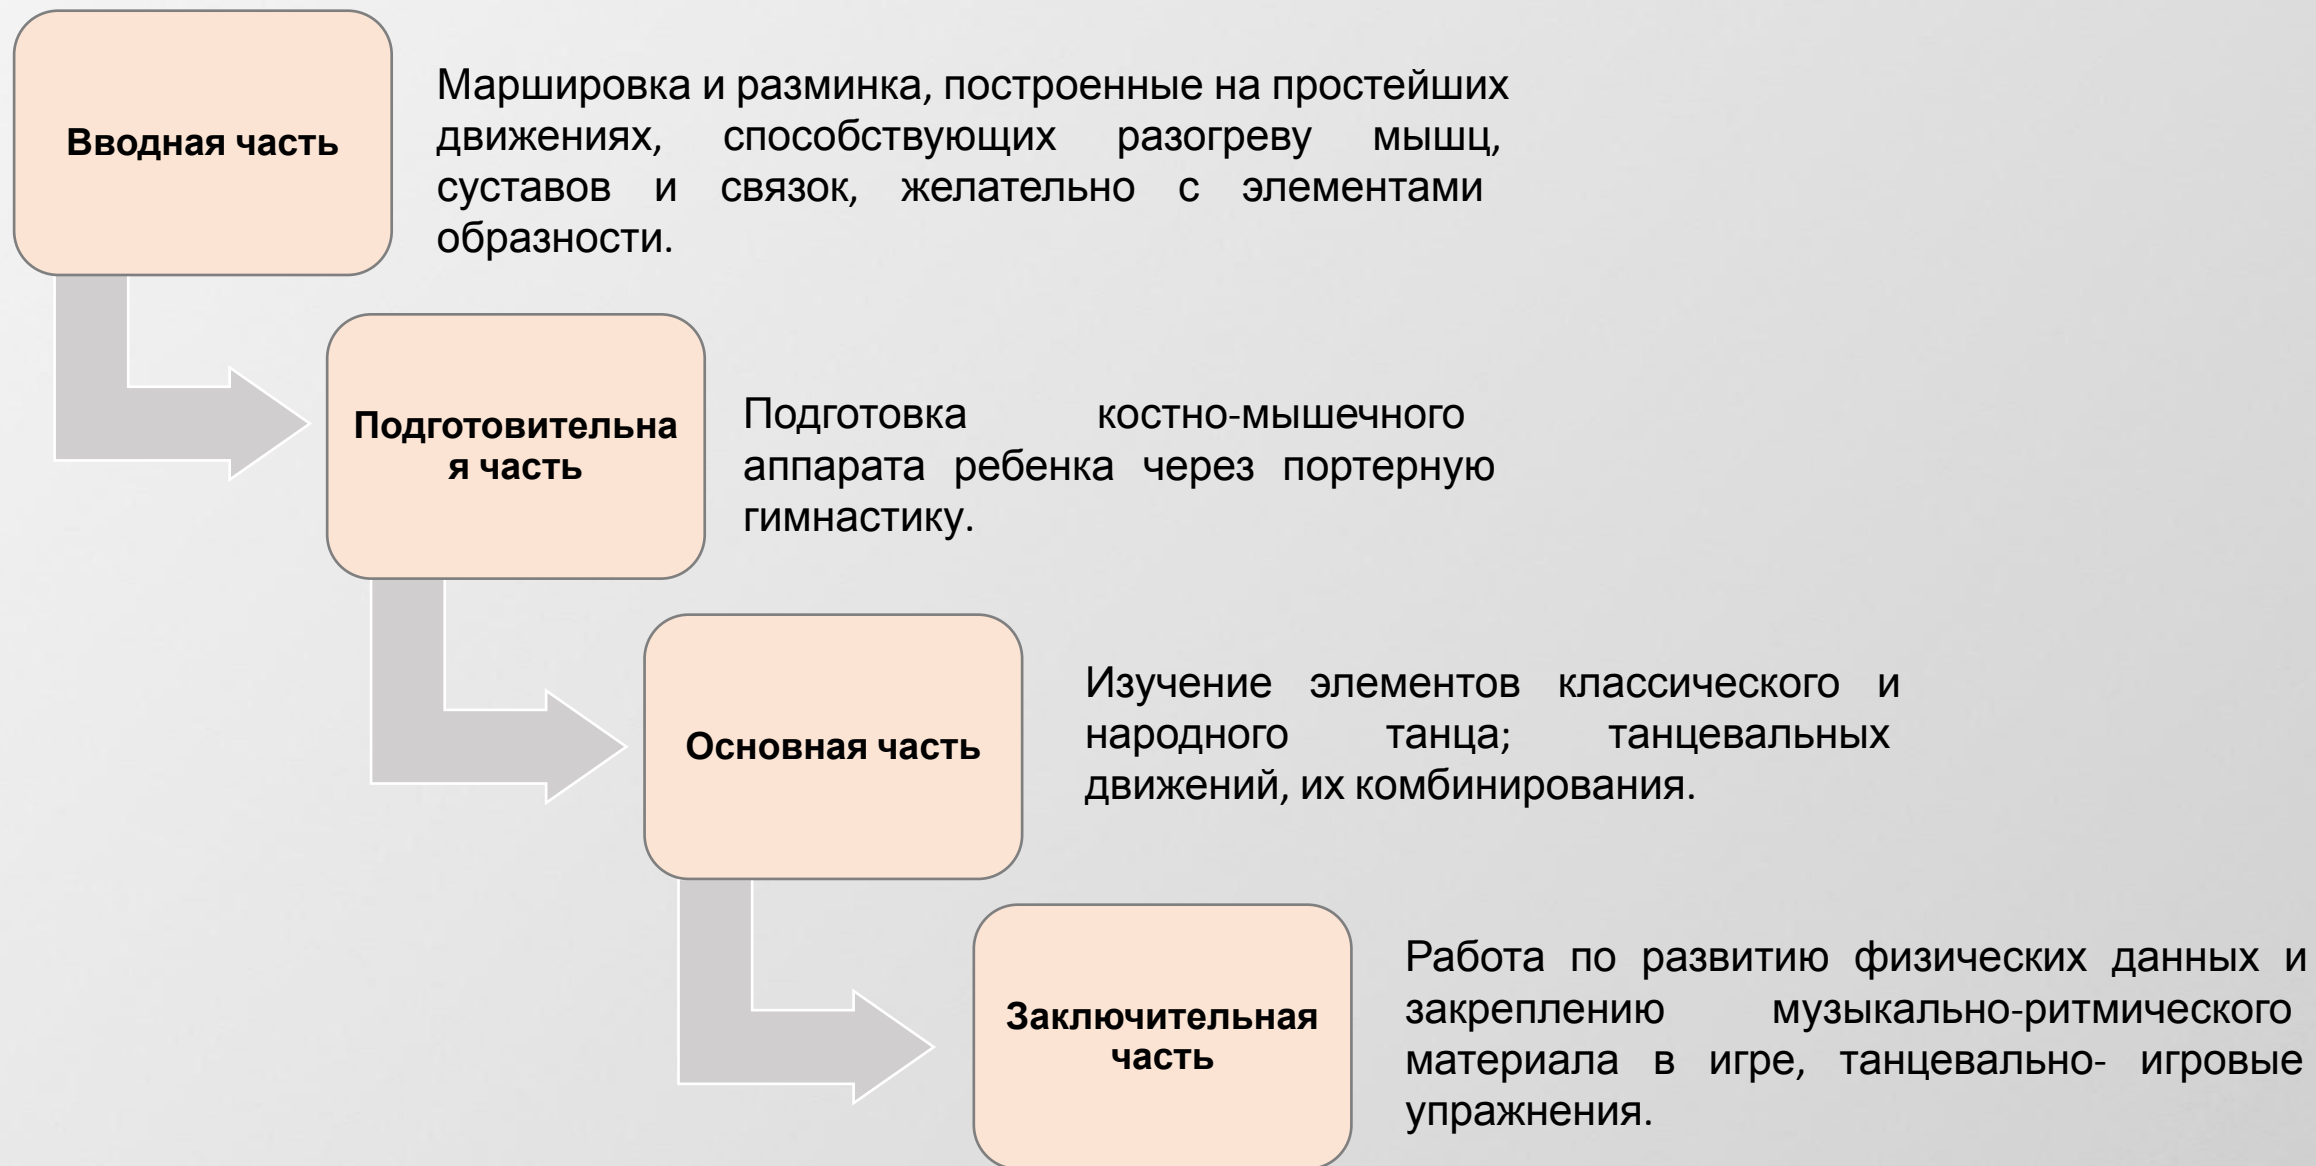 Вводная часть
Маршировка и разминка, построенные на простейших
движениях, способствующих разогреву мышц,
суставов и связок, желательно с элементами
образности.
Подготовительна
я часть
Подготовка костно-мышечного
аппарата ребенка через портерную
гимнастику.
Основная часть
Изучение элементов классического и
народного танца; танцевальных
движений, их комбинирования.
Заключительная
часть
Работа по развитию физических данных и
закреплению музыкально-ритмического
материала в игре, танцевально- игровые
упражнения.